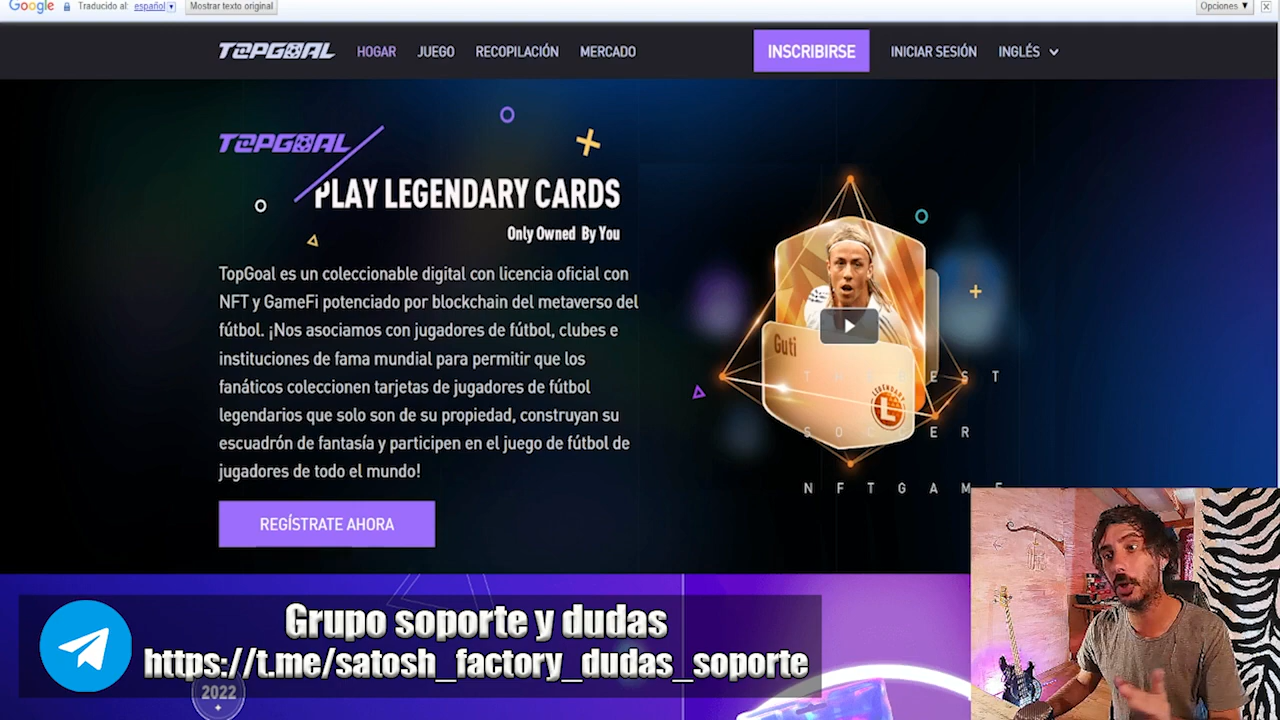 Google Traducido al: español Mostrar texto original Opciones ▼
TOPGOAL HOGAR JUEGO RECOPILACIÓN MERCADO INSCRIBIRSE INICIAR SESIÓN INGLÉS
TOPGOAL
PLAY LEGENDARY CARDS
Only Owned By You
TopGoal es un coleccionable digital con licencia oficial con
NFT y GameFi potenciado por blockchain del metaverso del
fútbol. ¡Nos asociamos con jugadores de fútbol, clubes e
instituciones de fama mundial para permitir que los
fanáticos coleccionen tarjetas de jugadores de fútbol
legendarios que solo son de su propiedad, construyan su
escuadrón de fantasía y participen en el juego de fútbol de
jugadores de todo el mundo!
REGÍSTRATE AHORA
Guti
LEGENDARY
L
NFTGAME
Grupo soporte y dudas
https://t.me/satosh_factory_dudas_soporte
2022